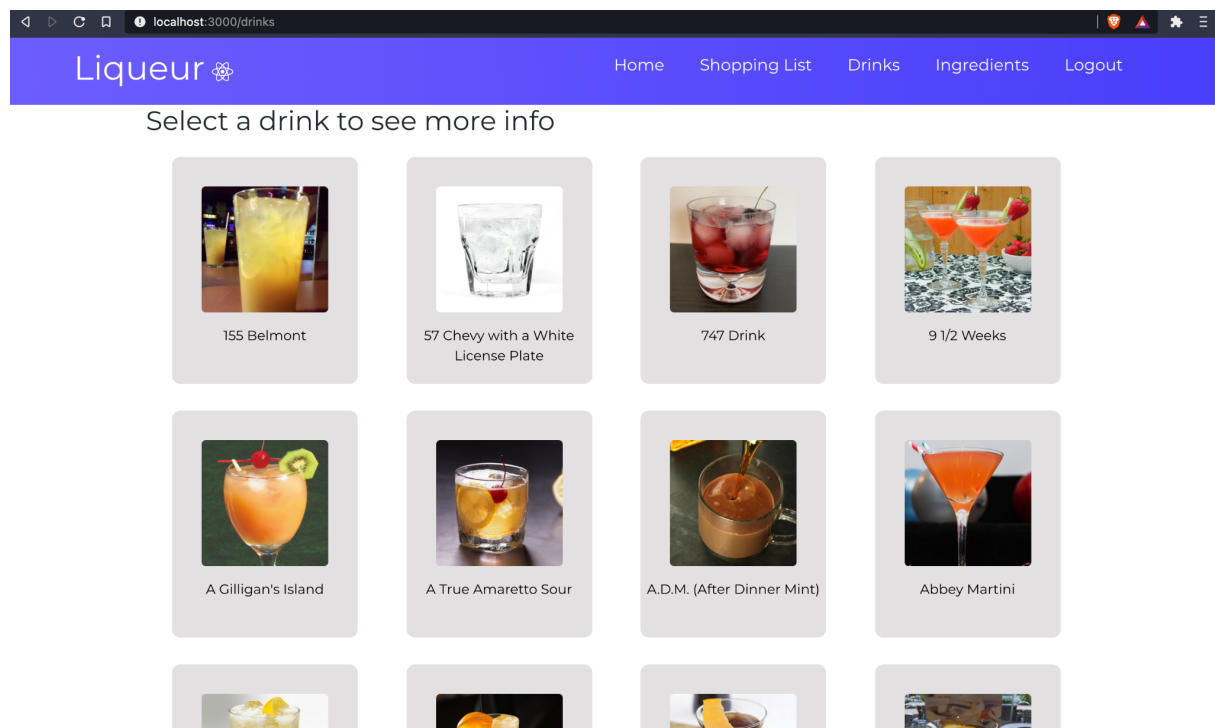 localhost:3000/drinks
Liqueur
Home Shopping List Drinks Ingredients Logout
Select a drink to see more info
155 Belmont
57 Chevy with a White
License Plate
747 Drink
9 1/2 Weeks
A Gilligan's Island
A True Amaretto Sour
A.D.M. (After Dinner Mint)
Abbey Martini